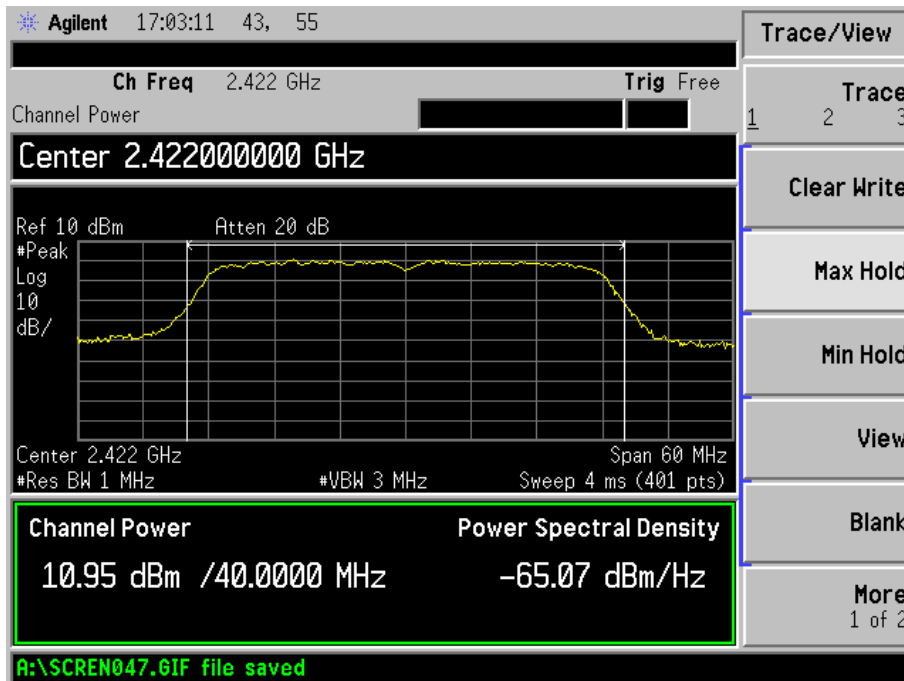 Agilent 17:03:11 43, 55
Trace/View
Ch Freq 2.422 GHz Trig Free
Channel Power
Trace
1 2 3
Center 2.422000000 GHz
Clear Write
Ref 10 dBm Atten 20 dB
#Peak
Log
10
dB/
Max Hold
Min Hold
View
Center 2.422 GHz Span 60 MHz
#Res BW 1 MHz #VBW 3 MHz Sweep 4 ms (401 pts)
Channel Power Power Spectral Density
10.95 dBm /40.0000 MHz -65.07 dBm/Hz
Blank
More
1 of 2
A:\SCREN047.GIF file saved